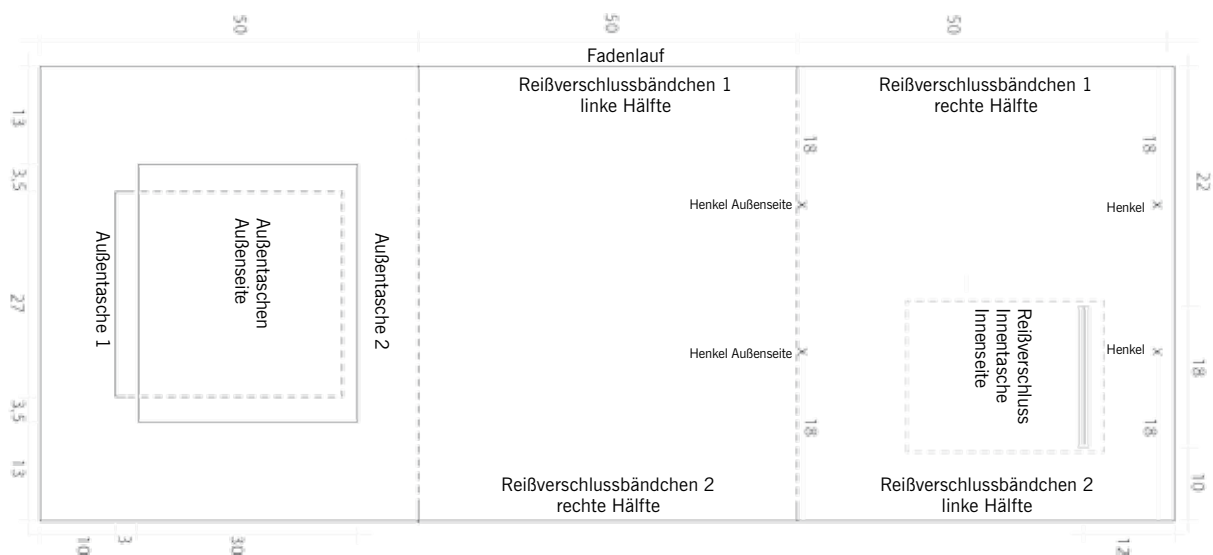 50
50
50
Fadenlauf
Reißverschlussbändchen 1
linke Hälfte
Reißverschlussbändchen 1
rechte Hälfte
13
3,5
27
3,5
13
18
18
22
18
10
Henkel Außenseite
Henkel
Außentasche 1
Außentaschen
Außenseite
Außentasche 2
Henkel Außenseite
Henkel
Reißverschluss
Innentasche
Innenseite
18
18
Reißverschlussbändchen 2
rechte Hälfte
Reißverschlussbändchen 2
linke Hälfte
10
3
30
12